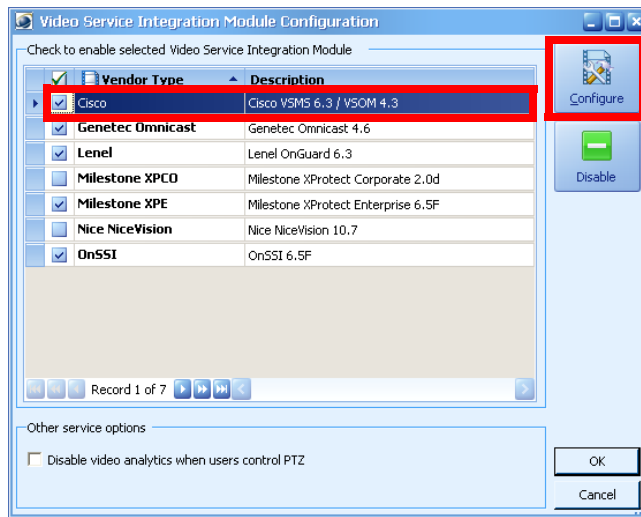 Video Service Integration Module Configuration
Check to enable selected Video Service Integration Module
Vendor Type Description
Cisco Cisco VSMS 6.3 / VSOM 4.3
Genetec Omnicast Genetec Omnicast 4.6
Lenel Lenel OnGuard 6.3
Milestone XPCO Milestone XProtect Corporate 2.0d
Milestone XPE Milestone XProtect Enterprise 6.5F
Nice NiceVision Nice NiceVision 10.7
OnSSI OnSSI 6.5F
Record 1 of 7
Configure
Disable
Other service options
Disable video analytics when users control PTZ
OK
Cancel